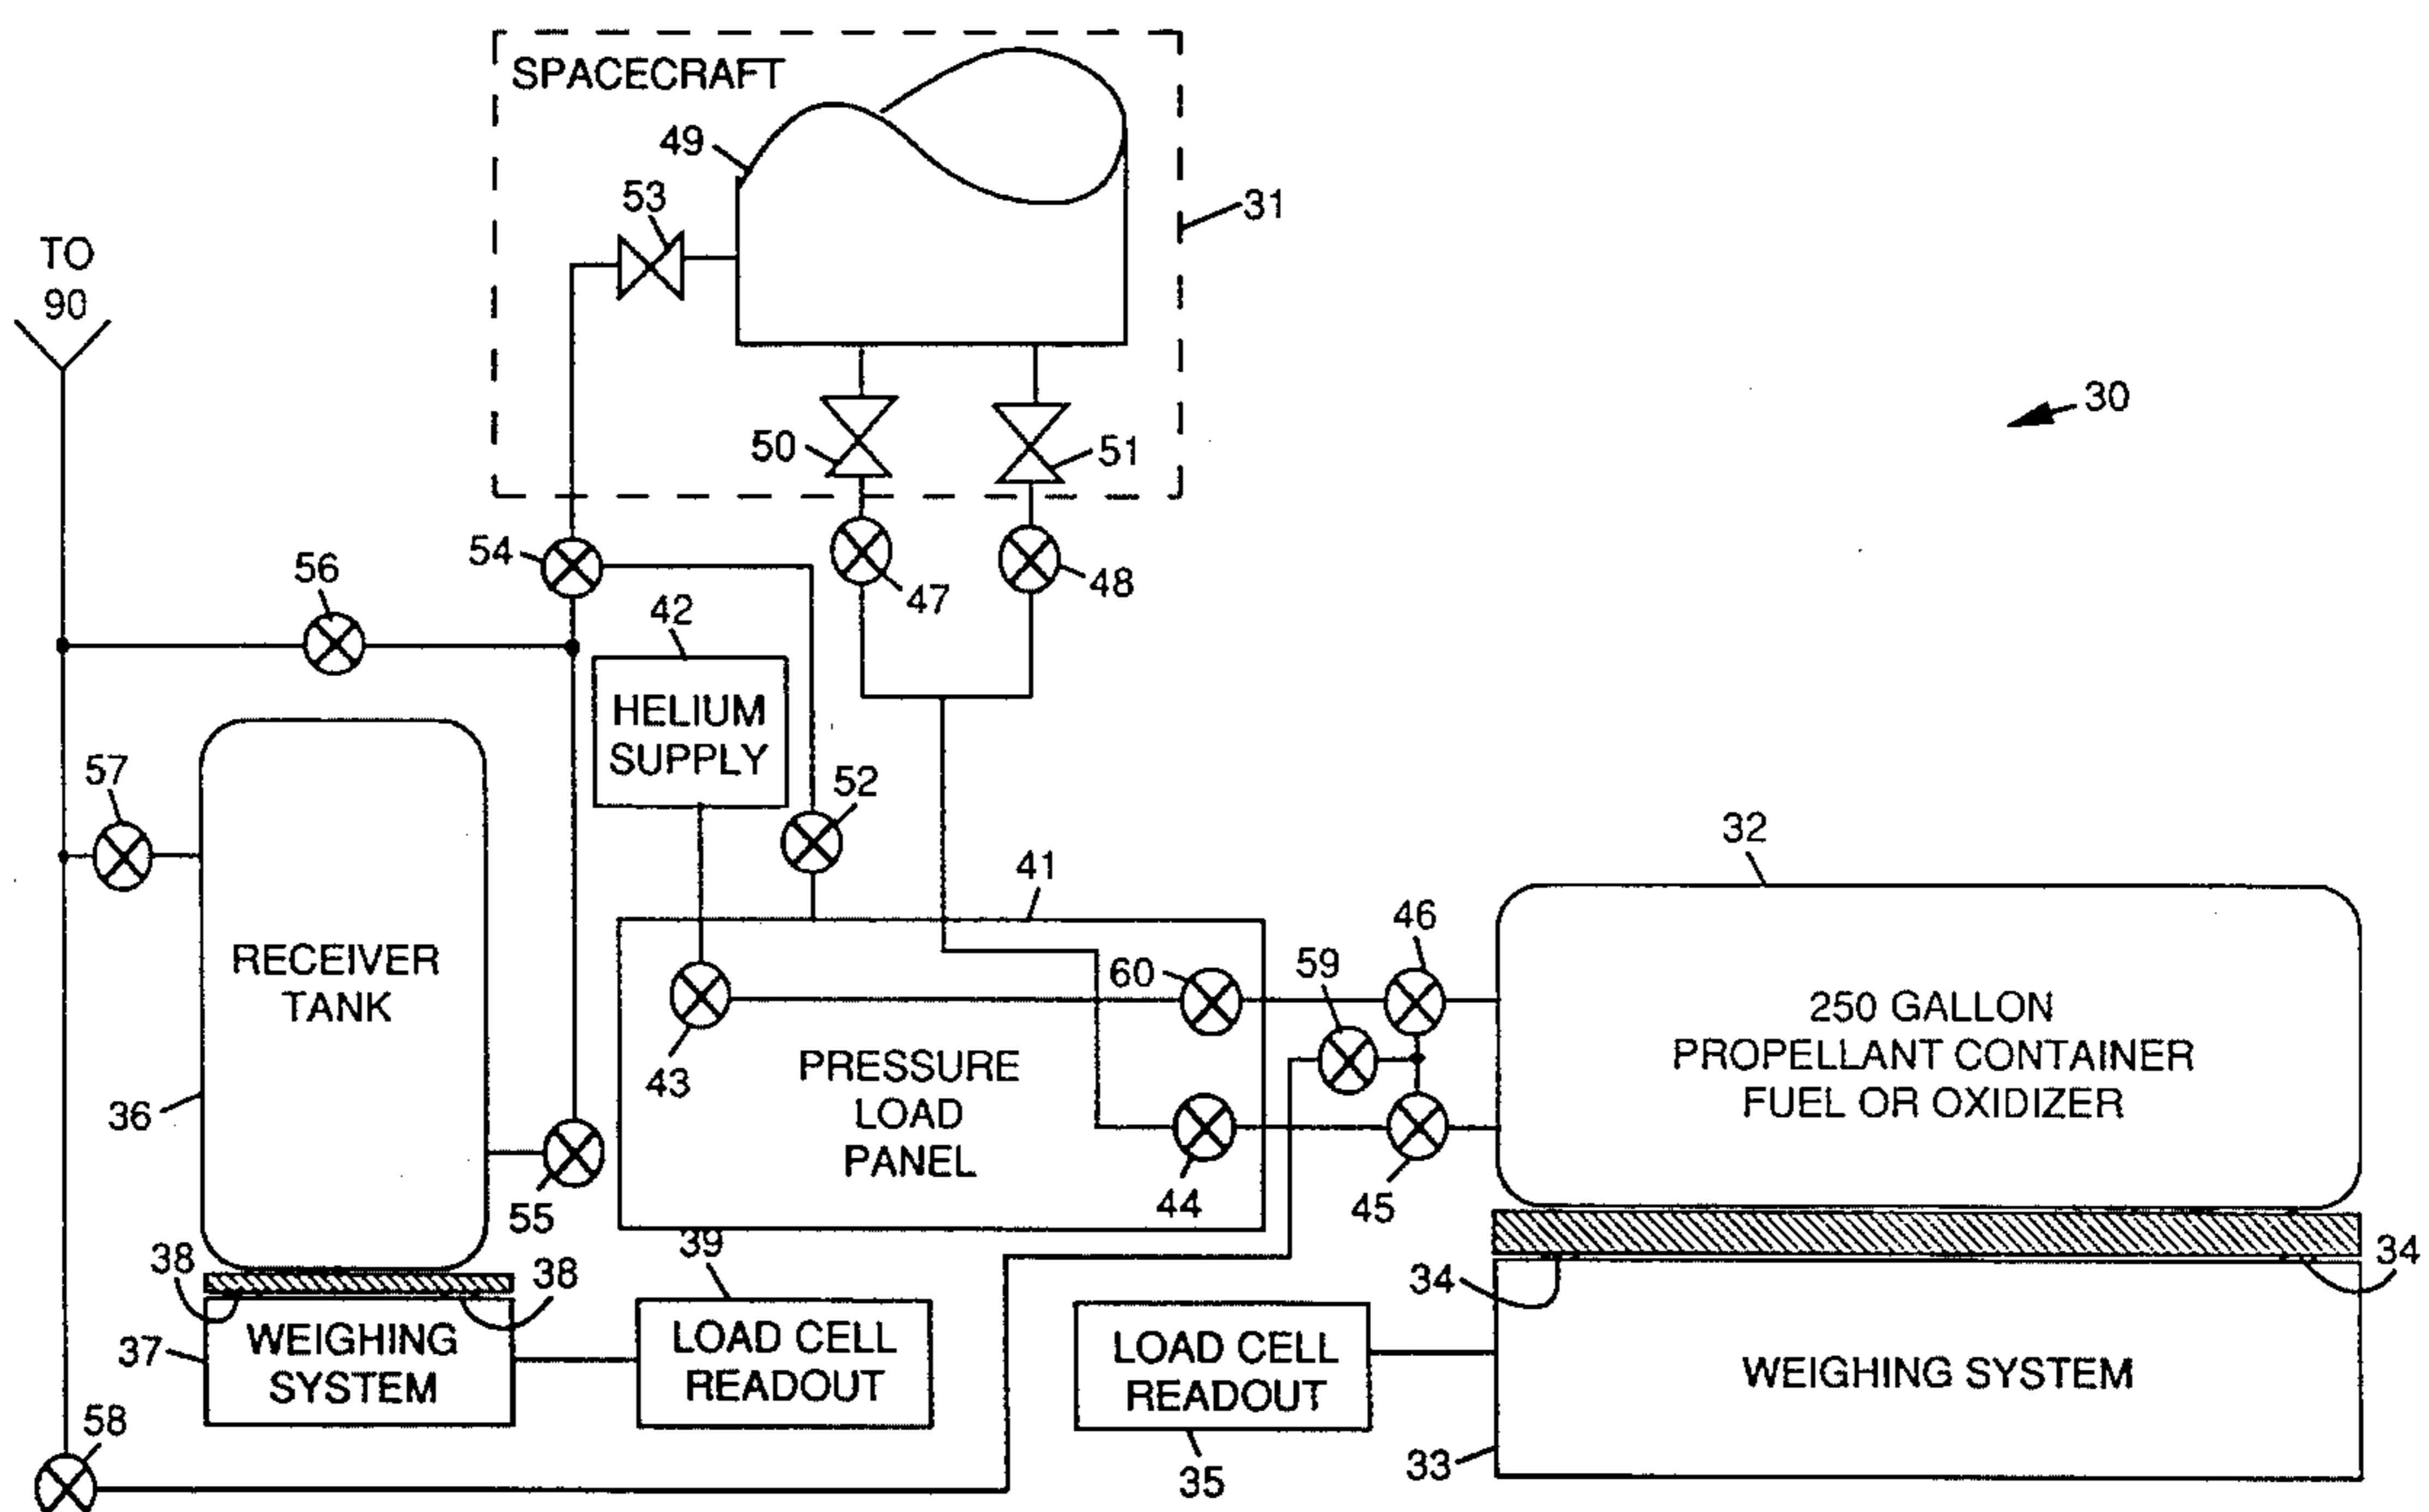 SPACECRAFT
49
53
31
TO
90
30
50
51
54
47
48
56
42
HELIUM
SUPPLY
57
52
32
41
46
RECEIVER
TANK
60
59
250 GALLON
PROPELLANT CONTAINER
FUEL OR OXIDIZER
43
PRESSURE
LOAD
PANEL
36
55
44
45
39
38
38
34
34
37
WEIGHING
SYSTEM
LOAD CELL
READOUT
LOAD CELL
READOUT
WEIGHING SYSTEM
58
35
33